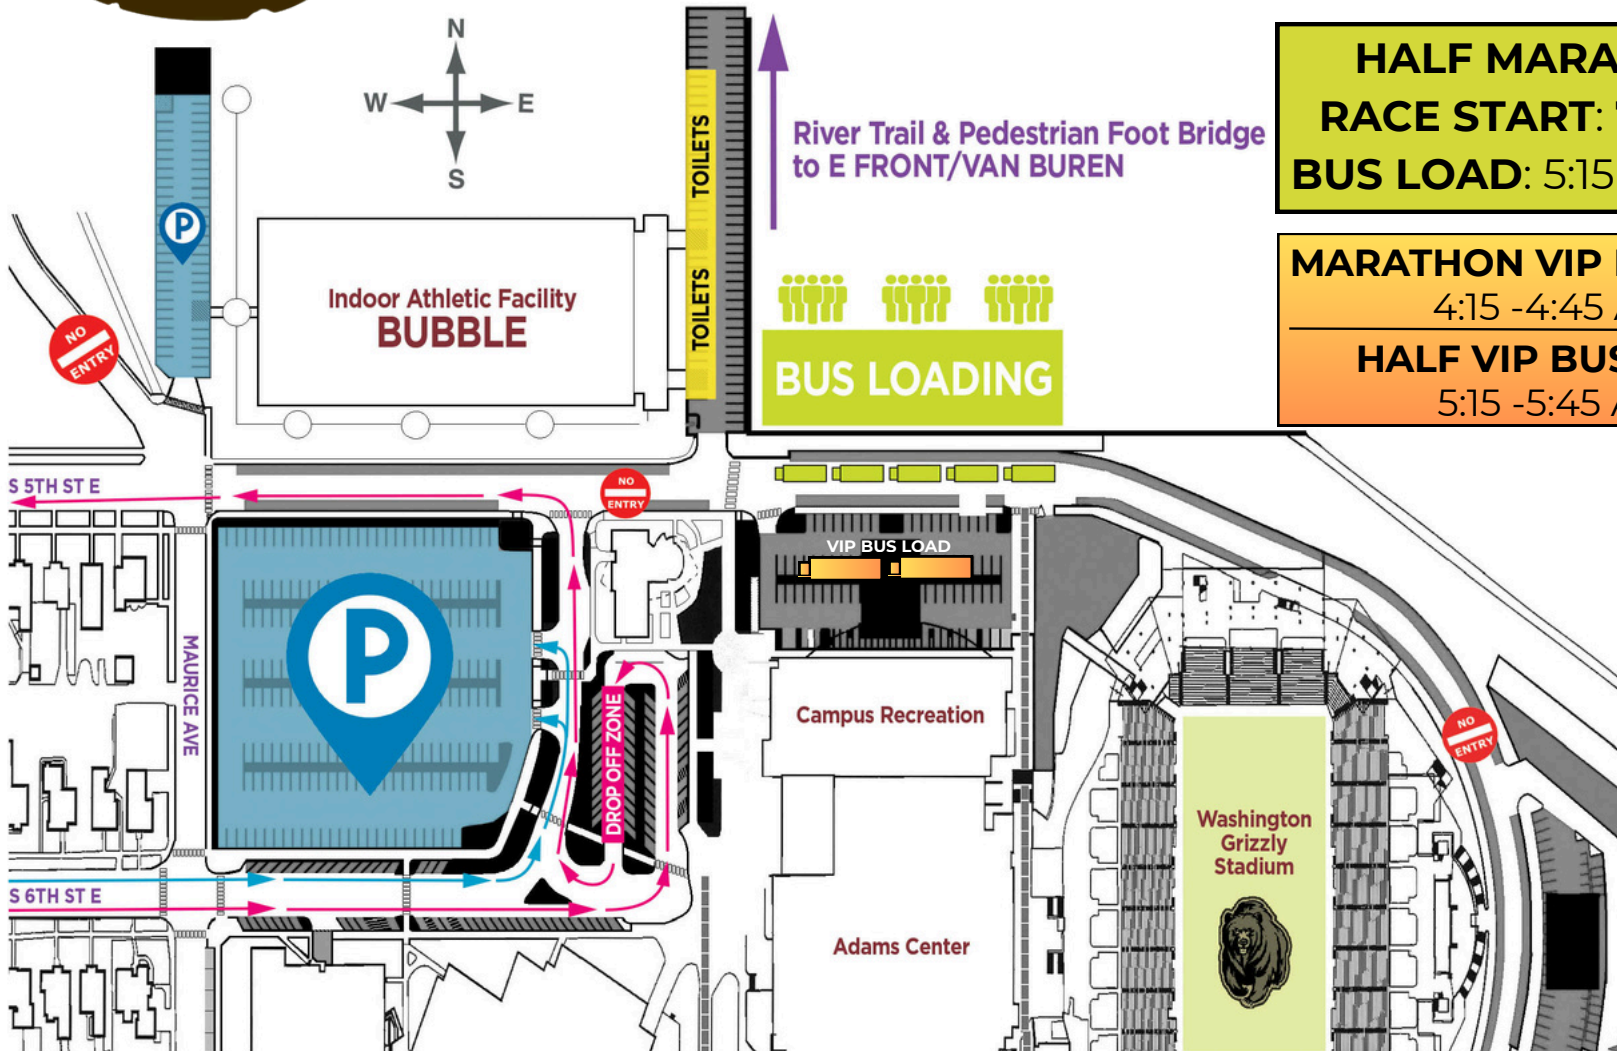 N
W
E
S
HALF MARA
RACE START:
BUS LOAD: 5:15
MARATHON VIP
4:15 -4:45
HALF VIP BUS
5:15 -5:45
River Trail & Pedestrian Foot Bridge
to E FRONT/VAN BUREN
TOILETS
TOILETS
TOILETS
P
Indoor Athletic Facility
BUBBLE
NO
ENTRY
BUS LOADING
S 5TH ST E
NO
ENTRY
VIP BUS LOAD
MAURICE AVE
P
DROP OFF ZONE
Campus Recreation
NO
ENTRY
Washington
Grizzly
Stadium
S 6TH ST E
Adams Center